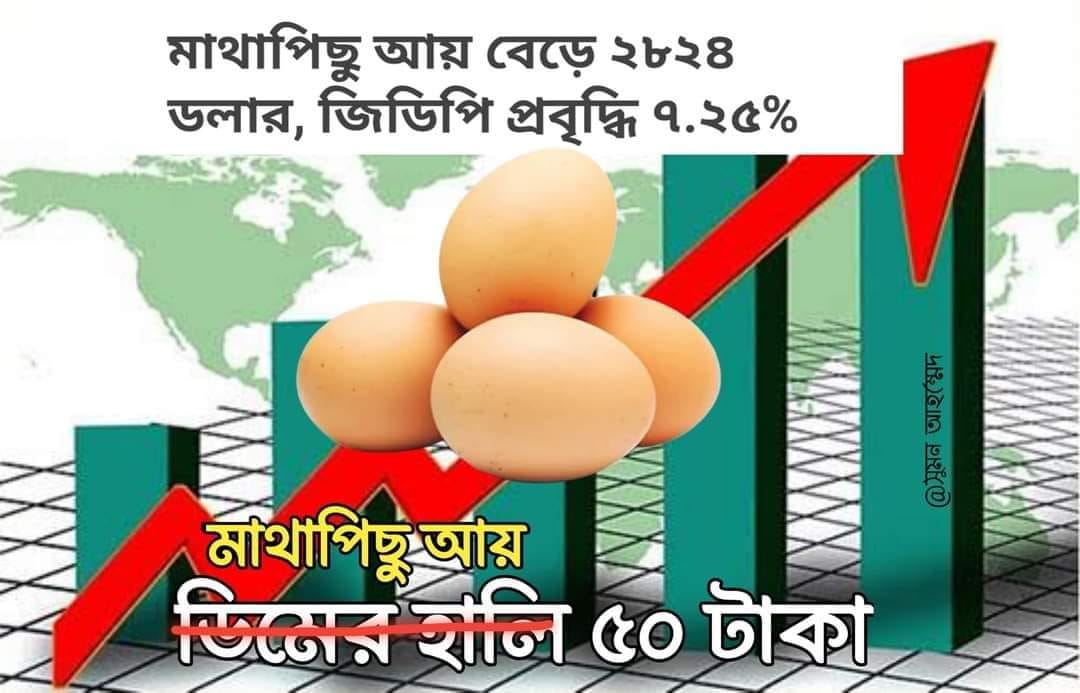 মাথাপিছু আয় বেড়ে ২৮২৪
ডলার, জিডিপি প্রবৃদ্ধি ৭.২৫%
@সুমন আহম্মেদ
মাথাপিছু আয়
ডিমের হালি ৫০ টাকা